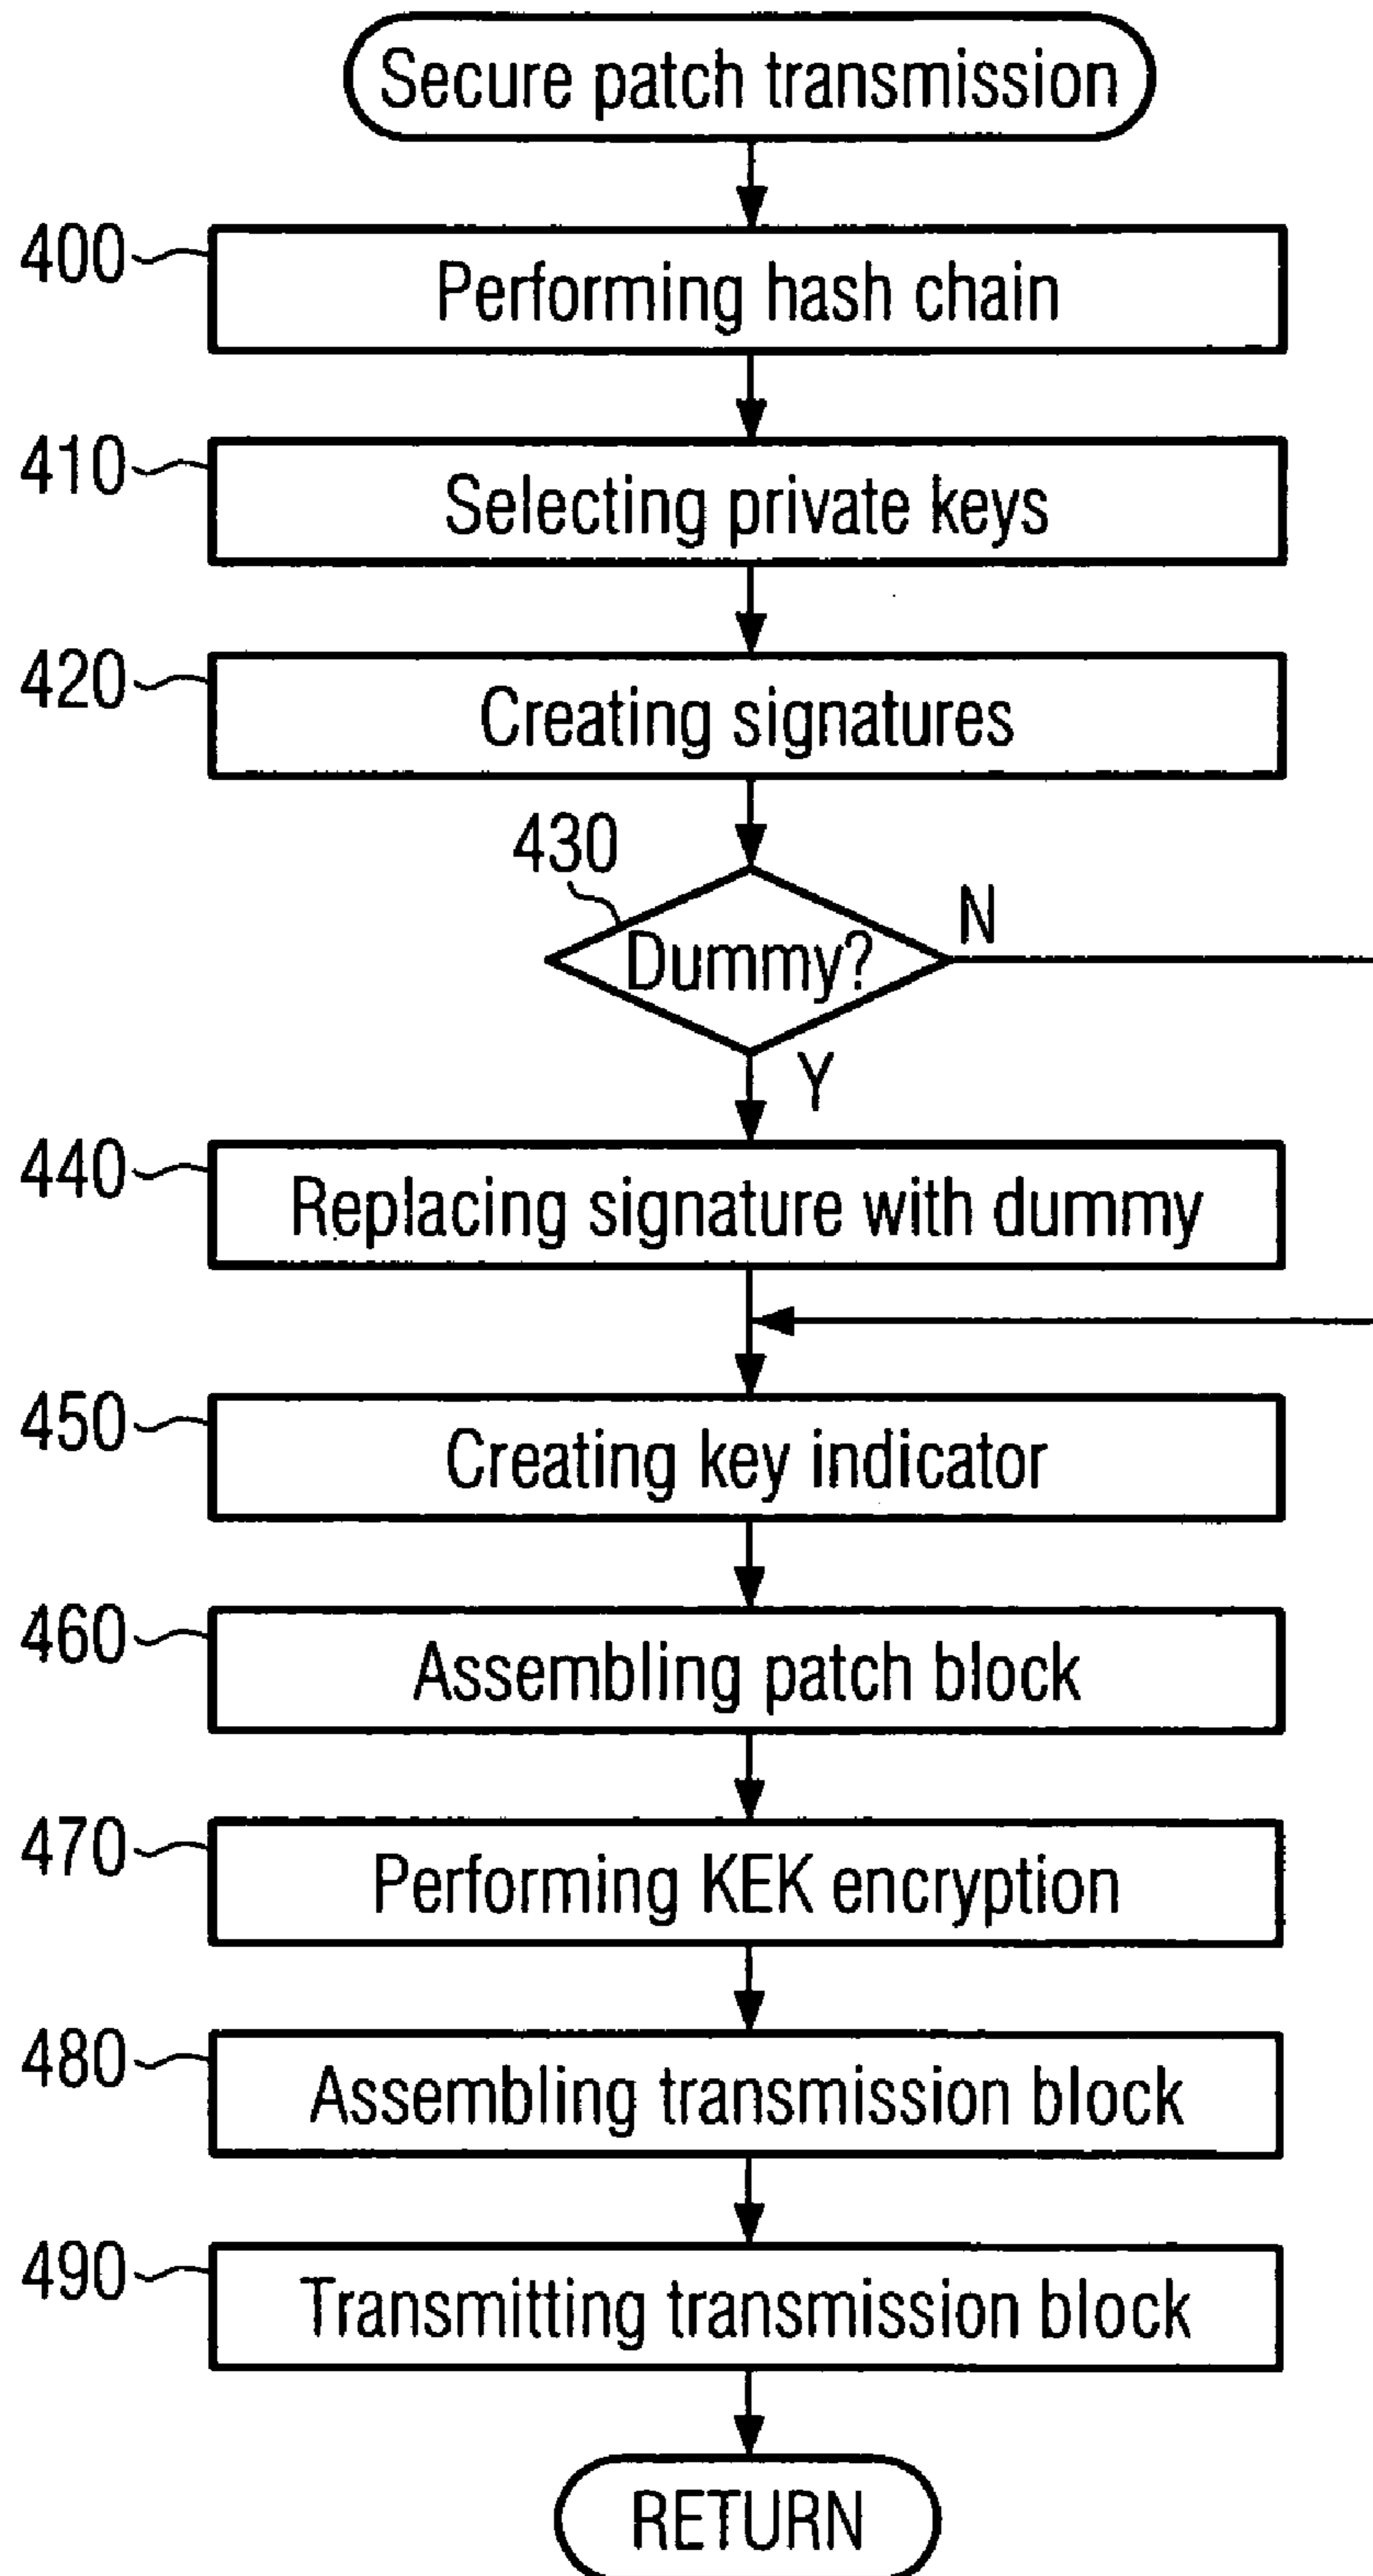 Secure patch transmission
400
Performing hash chain
410
Selecting private keys
420
Creating signatures
430
Dummy?
N
Y
440
Replacing signature with dummy
450
Creating key indicator
460
Assembling patch block
470
Performing KEK encryption
480
Assembling transmission block
490
Transmitting transmission block
RETURN